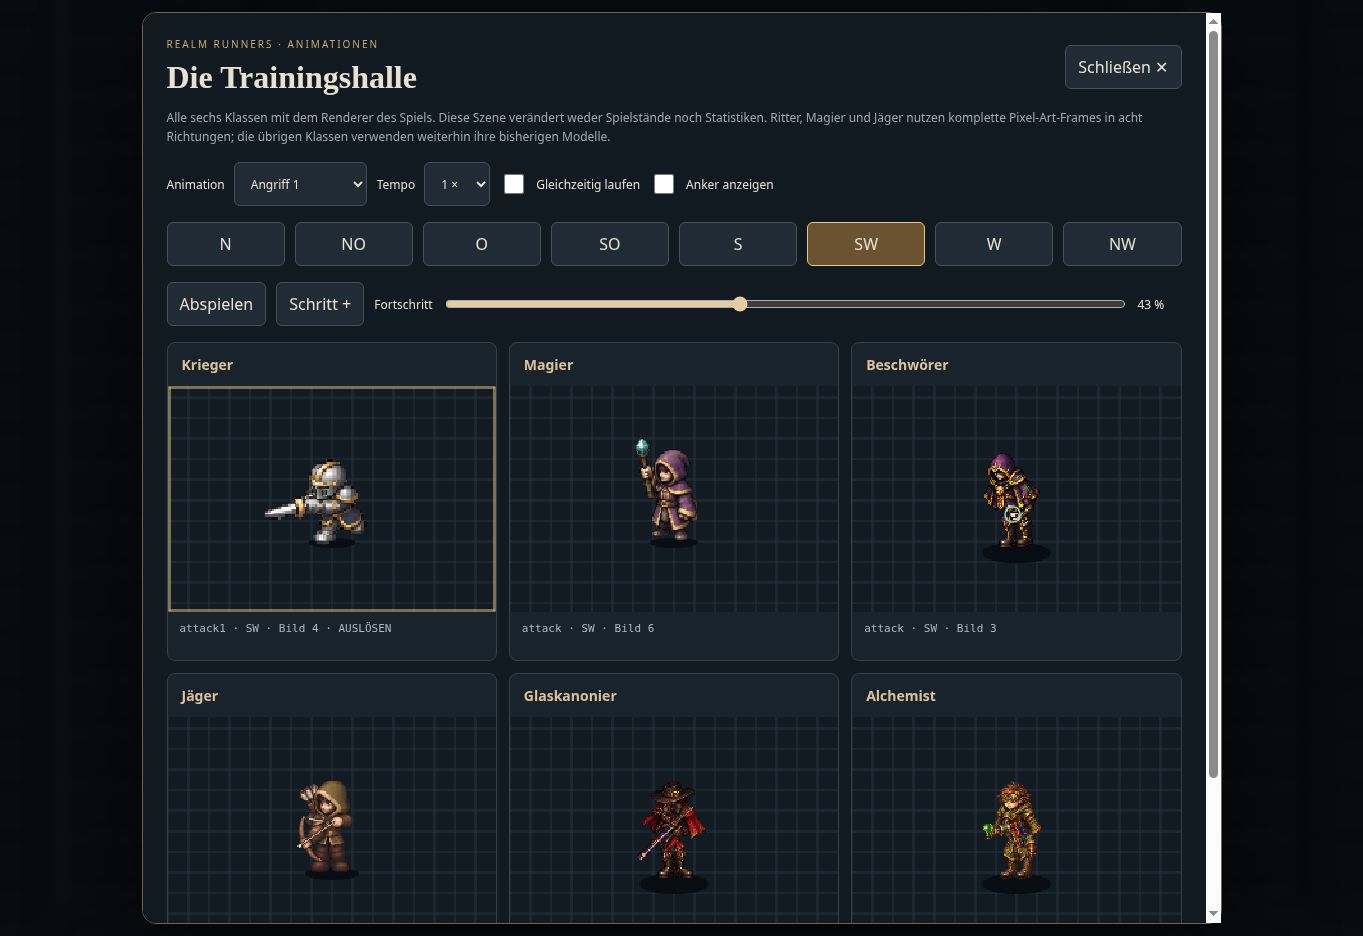 REALM RUNNERS · ANIMATIONEN
Die Trainingshalle
Schließen ✕
Alle sechs Klassen mit dem Renderer des Spiels. Diese Szene verändert weder Spielstände noch Statistiken. Ritter, Magier und Jäger nutzen komplette Pixel-Art-Frames in acht
Richtungen; die übrigen Klassen verwenden weiterhin ihre bisherigen Modelle.
Animation Angriff 1 Tempo 1 × Gleichzeitig laufen Anker anzeigen
N NO O SO S SW W NW
Abspielen Schritt + Fortschritt 43 %
Krieger Magier Beschwörer
attack1 · SW · Bild 4 · AUSLÖSEN attack · SW · Bild 6 attack · SW · Bild 3
Jäger Glaskanonier Alchemist